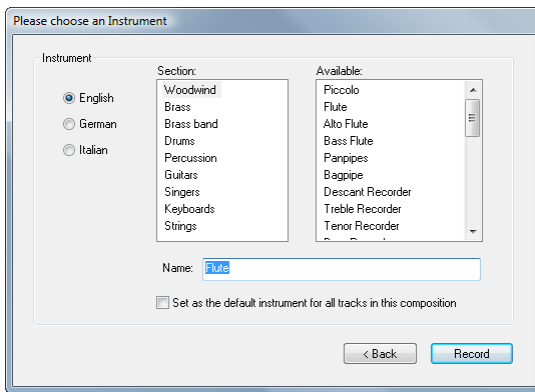 Please choose an Instrument
Instrument
English
German
Italian
Section:
Woodwind
Brass
Brass band
Drums
Percussion
Guitars
Singers
Keyboards
Strings
Available:
Piccolo
Flute
Alto Flute
Bass Flute
Panpipes
Bagpipe
Descant Recorder
Treble Recorder
Tenor Recorder
Name: Flute
Set as the default instrument for all tracks in this composition
< Back
Record